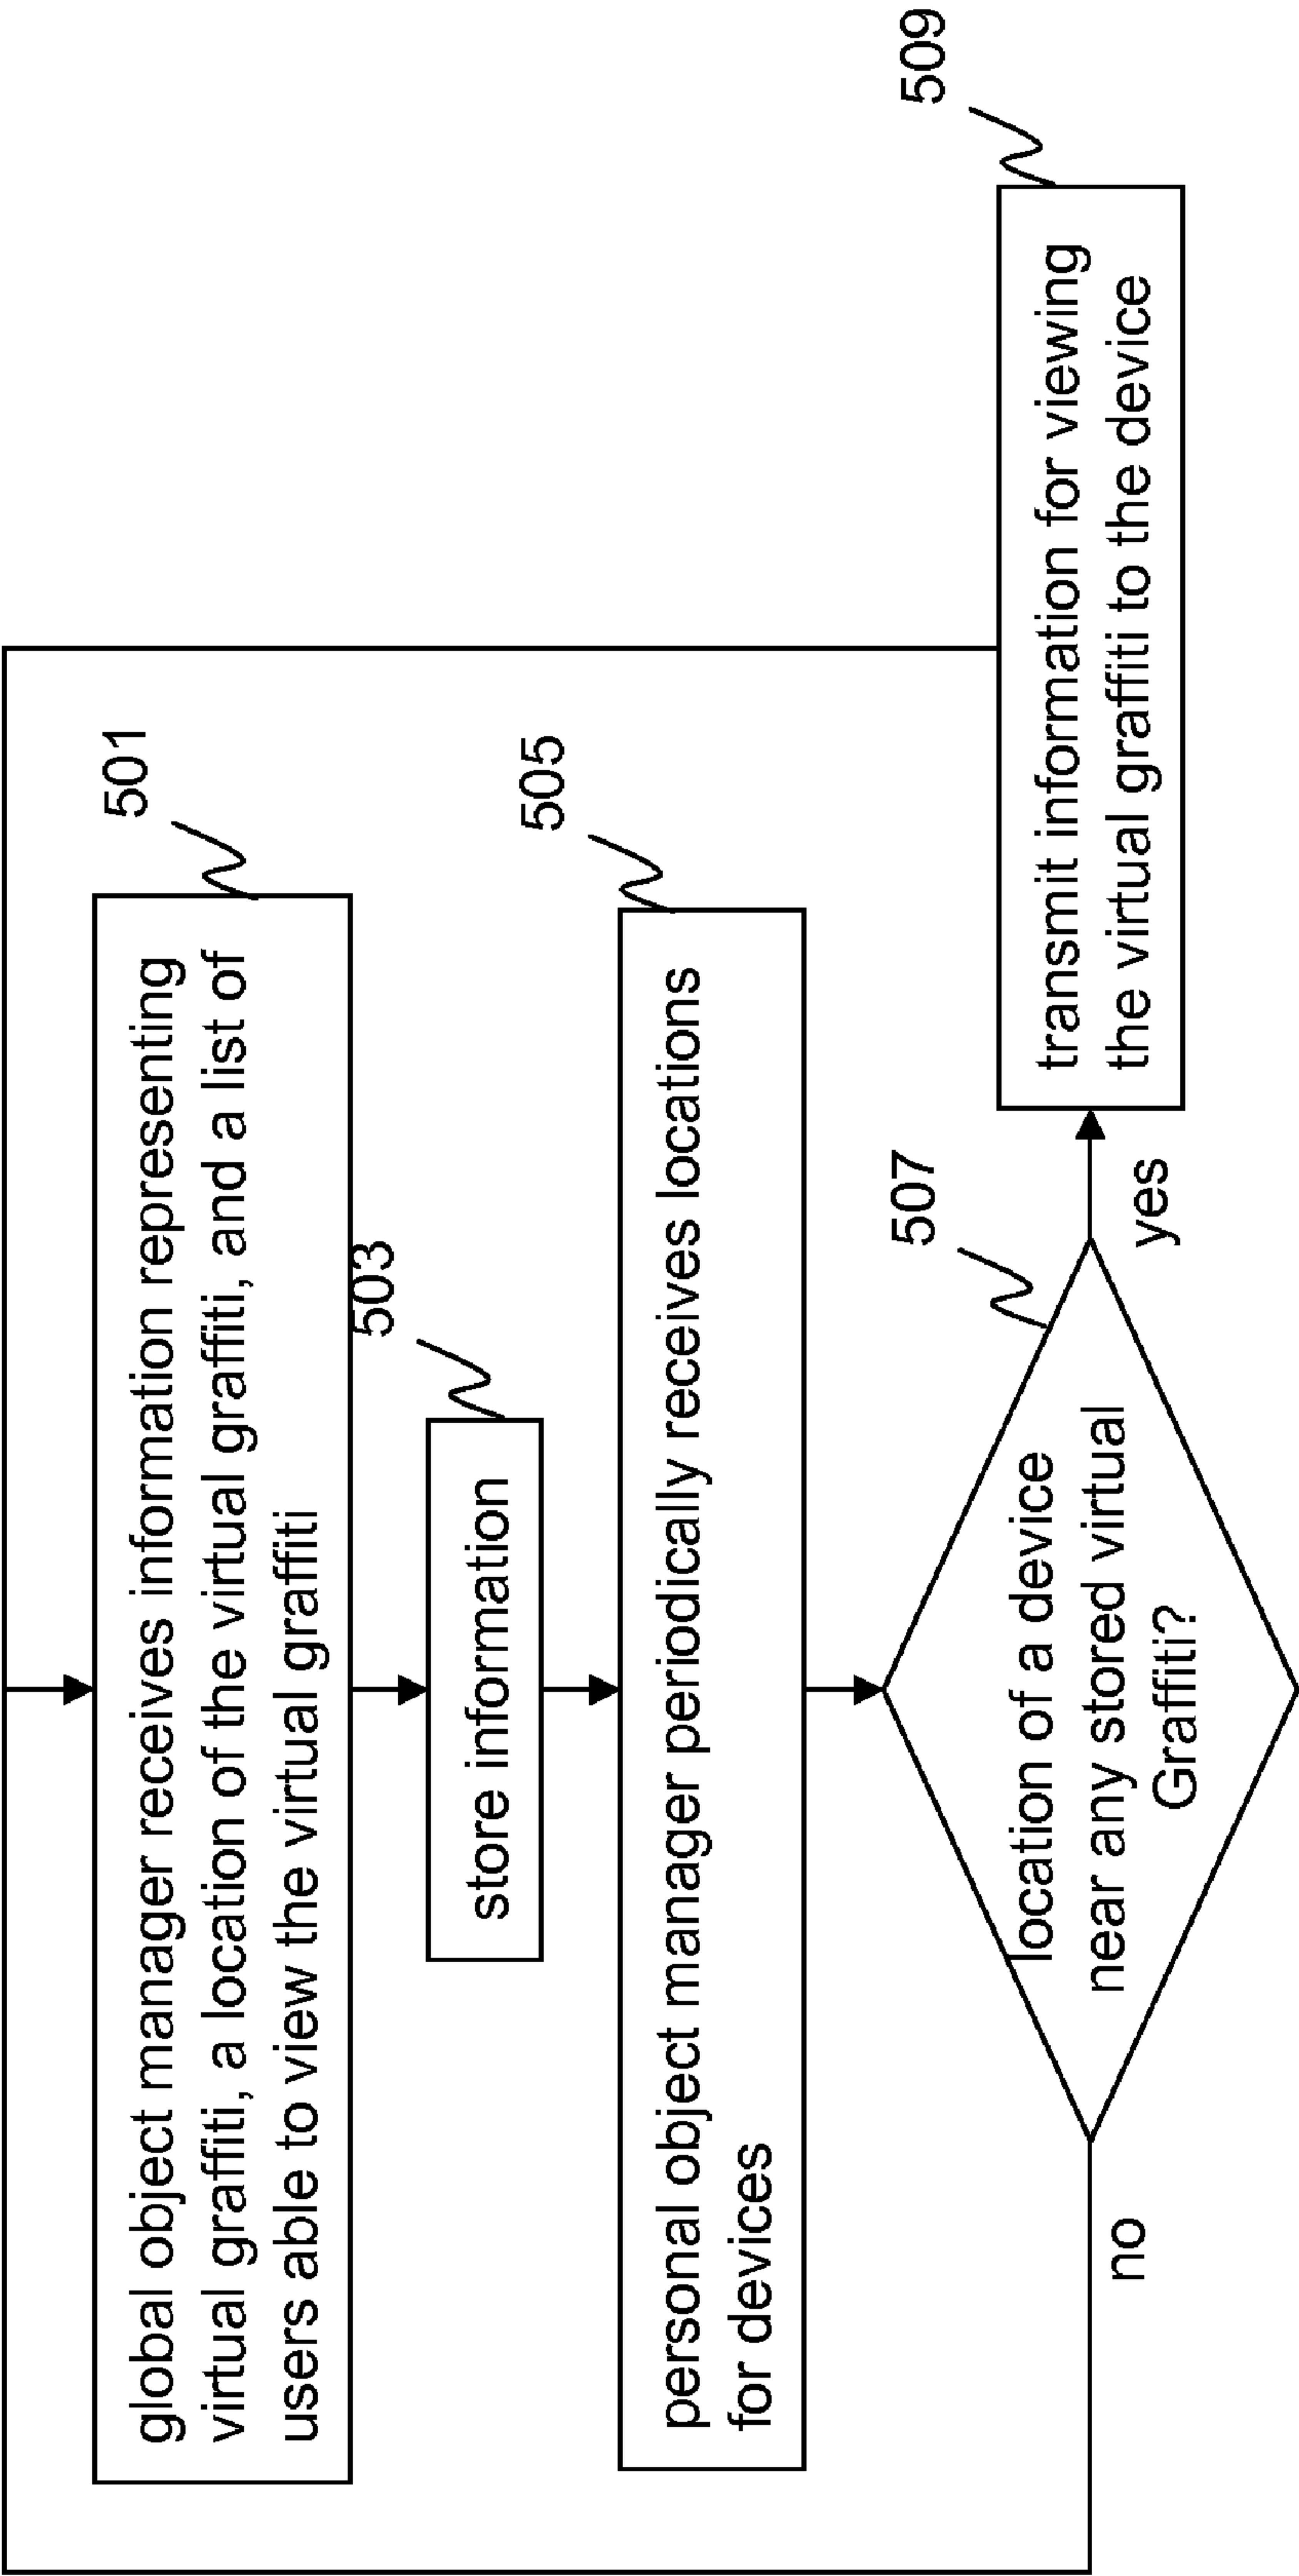 global object manager receives information representing
virtual graffiti, a location of the virtual graffiti, and a list of
users able to view the virtual graffiti
501
store information
503
personal object manager periodically receives locations
for devices
505
location of a device
near any stored virtual
Graffiti?
507
no
yes
transmit information for viewing
the virtual graffiti to the device
509